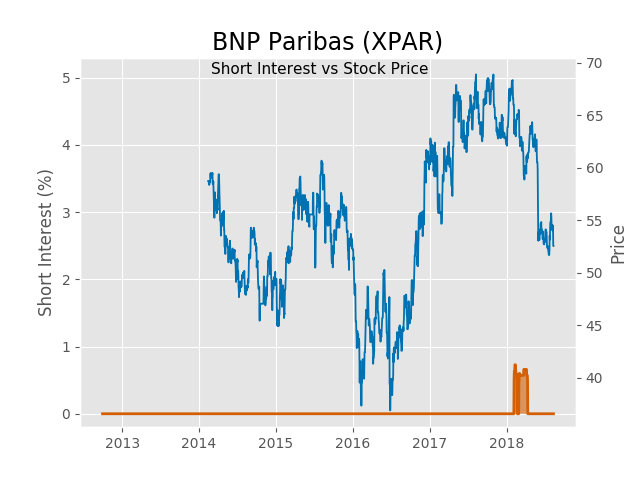 BNP Paribas (XPAR)
Short Interest vs Stock Price
Short Interest (%)
5
4
3
2
1
0
70
65
60
55
50
45
40
Price
2013 2014 2015 2016 2017 2018